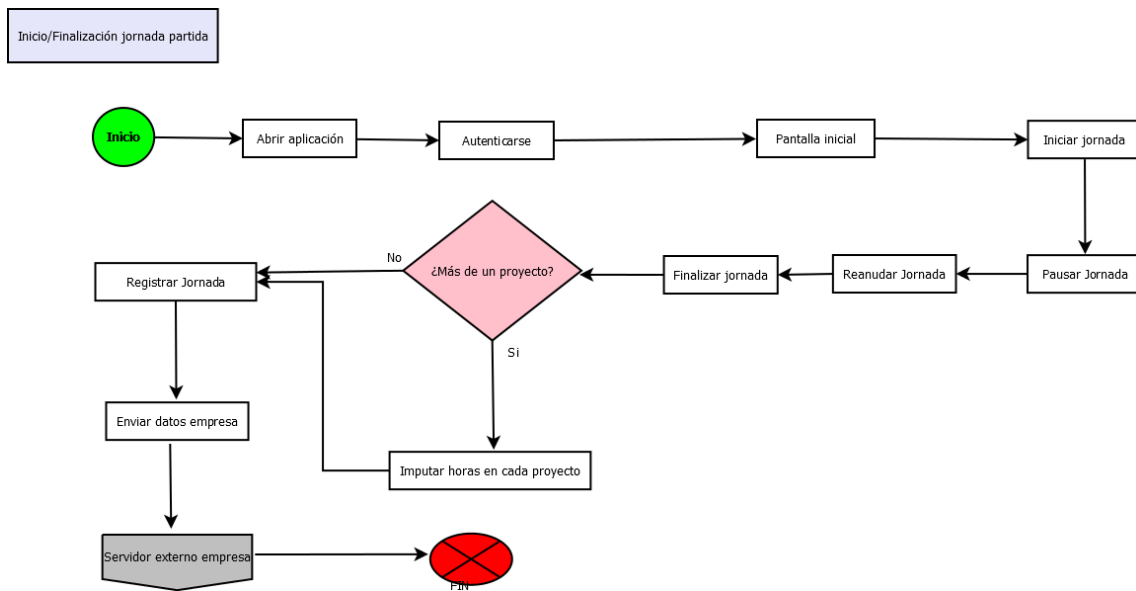 Inicio/Finalización jornada partida
Inicio
Abrir aplicación
Autenticarse
Pantalla inicial
Iniciar jornada
Pausar Jornada
Reanudar Jornada
Finalizar jornada
¿Más de un proyecto?
No
Si
Registrar Jornada
Imputar horas en cada proyecto
Enviar datos empresa
Servidor externo empresa
FIN